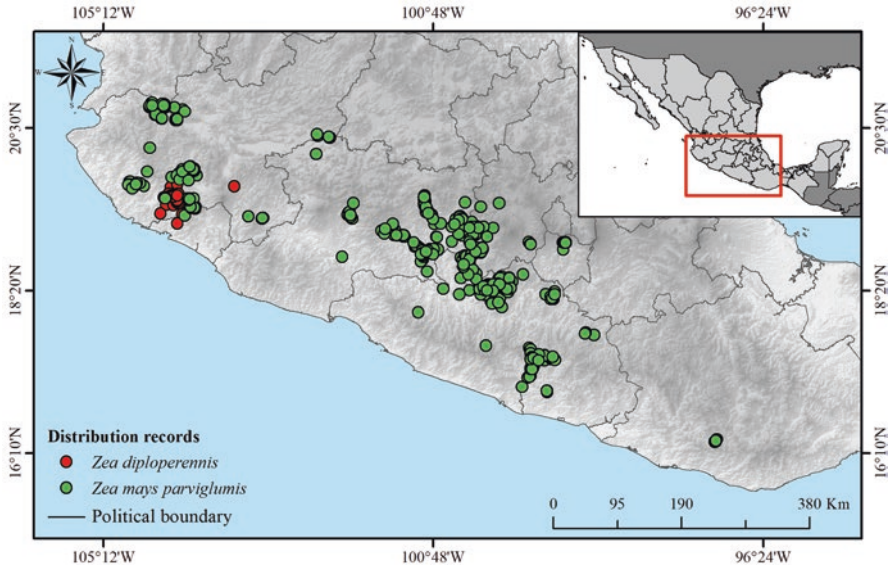 105°12'W 100°48'W 96°24'W
N
W E
S
20°30'N 20°30'N
18°20'N 18°20'N
16°10'N 16°10'N
Distribution records
Zea diploperennis
Zea mays parviglumis
Political boundary
0 95 190 380 Km
105°12'W 100°48'W 96°24'W